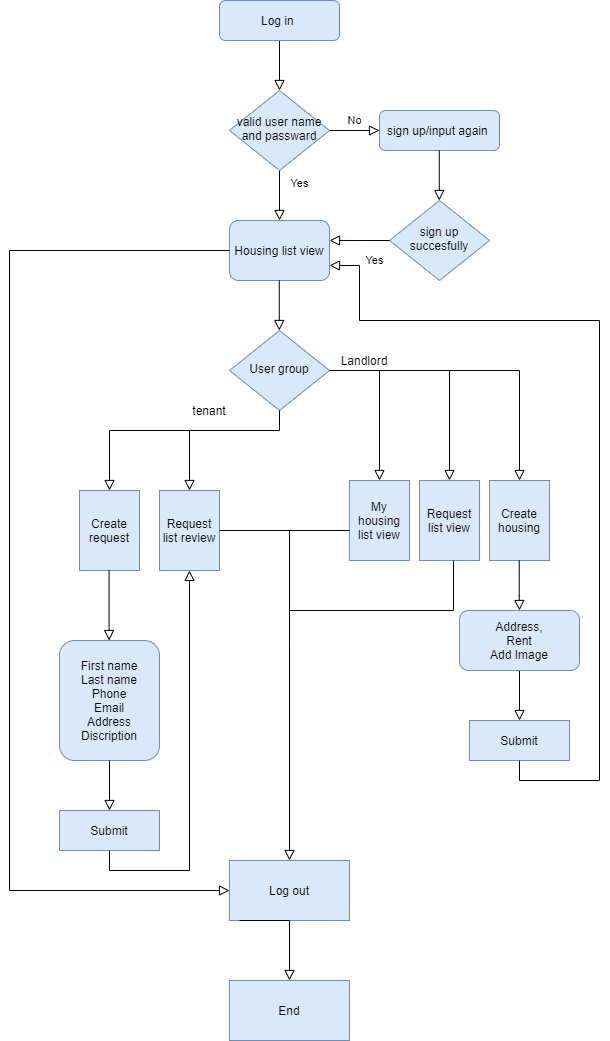 Log in
valid user name
and passward
No
sign up/input again
Yes
sign up
succesfully
Housing list view
Yes
User group
Landlord
tenant
Create
request
Request
list review
My
housing
list view
Request
list view
Create
housing
First name
Last name
Phone
Email
Address
Discription
Address,
Rent
Add Image
Submit
Submit
Log out
End